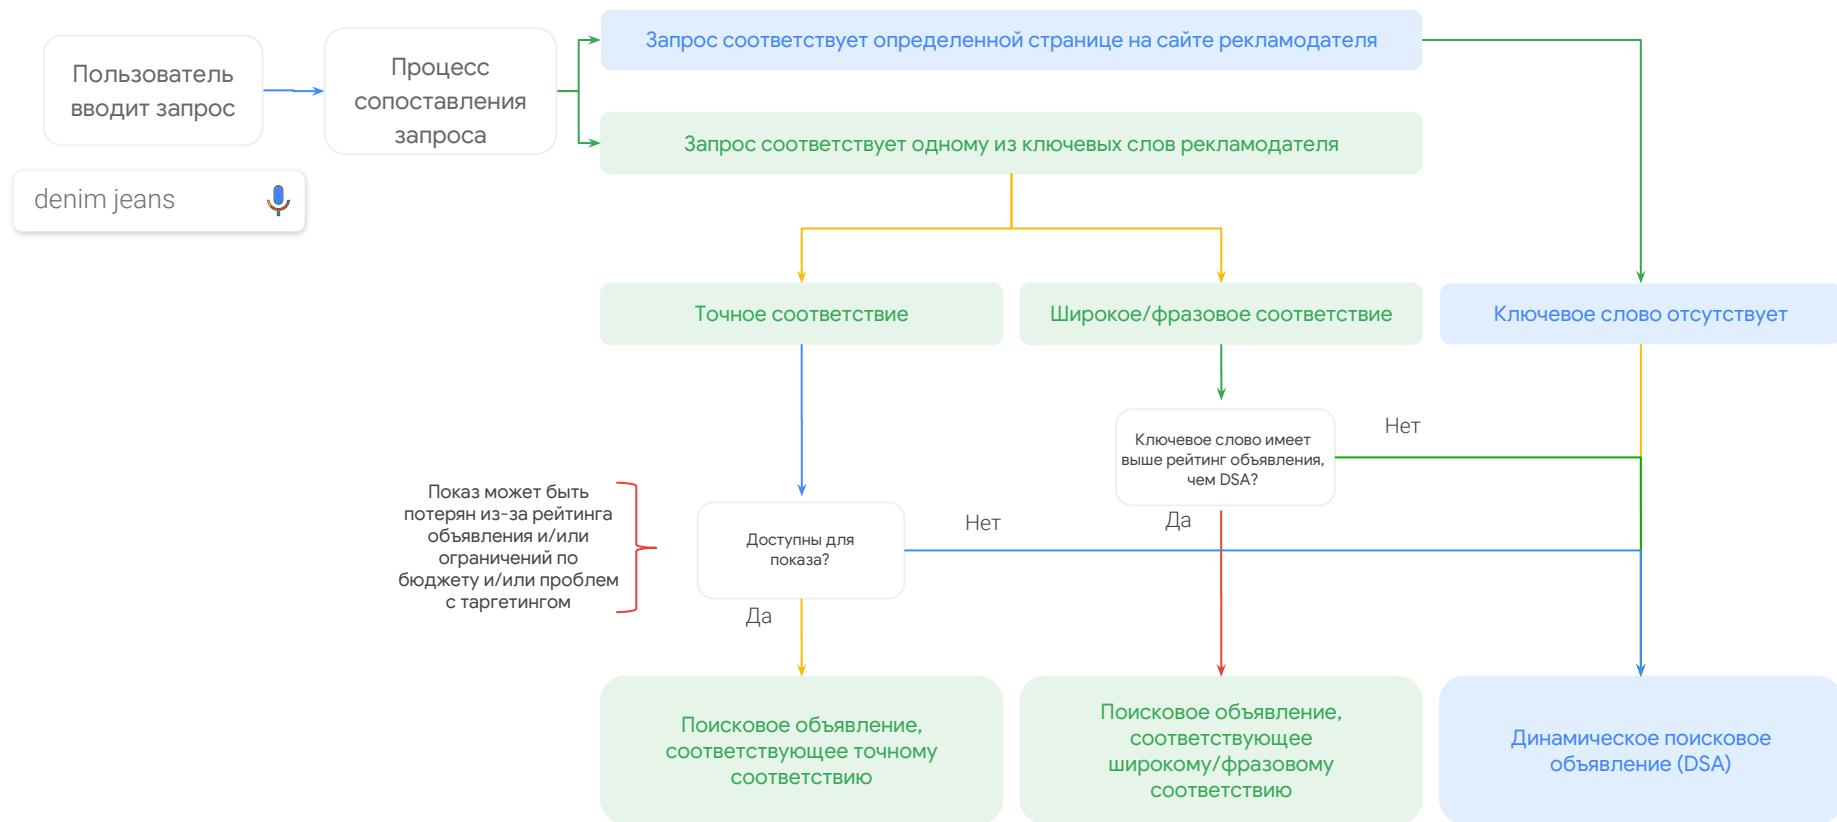 Пользователь
вводит запрос
denim jeans
Процесс
сопоставления
запроса
Запрос соответствует определенной странице на сайте рекламодателя
Запрос соответствует одному из ключевых слов рекламодателя
Точное соответствие
Широкое/фразовое соответствие
Ключевое слово отсутствует
Ключевое слово имеет
выше рейтинг объявления,
чем DSA?
Нет
Да
Показ может быть
потерян из-за рейтинга
объявления и/или
ограничений по
бюджету и/или проблем
с таргетингом
Доступны для
показа?
Нет
Да
Поисковое объявление,
соответствующее точному
соответствию
Поисковое объявление,
соответствующее
широкому/фразовому
соответствию
Динамическое поисковое
объявление (DSA)